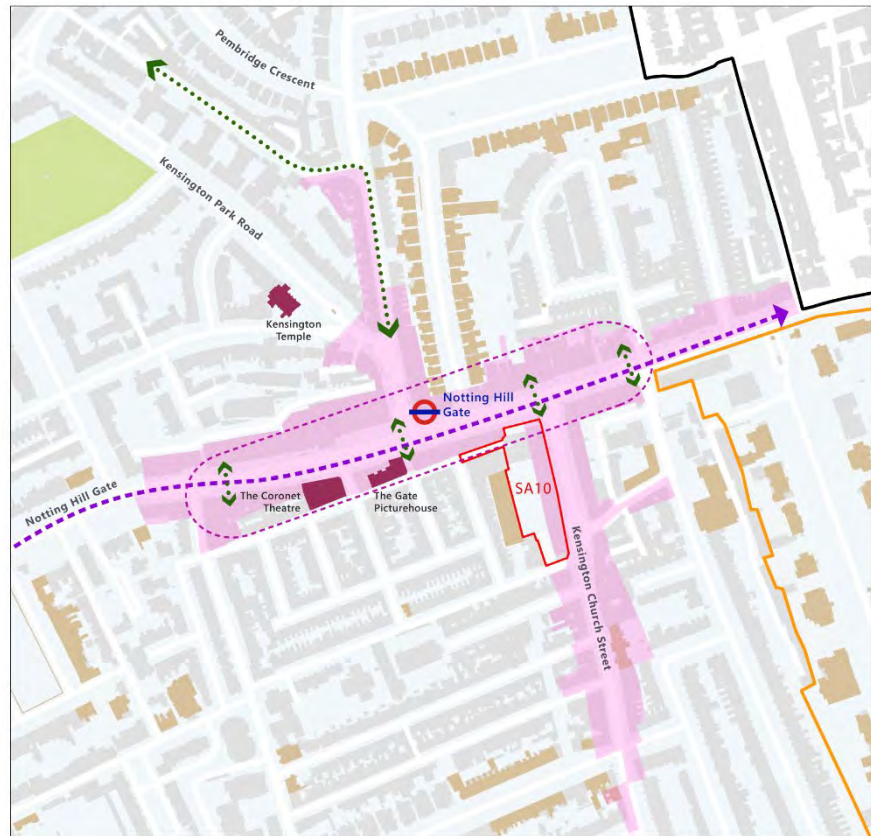 Pembridge Crescent
Kensington Park Road
Kensington
Temple
Notting Hill
Gate
The Coronet
Theatre
The Gate
Picturehouse
SA10
Notting Hill Gate
Kensington Church Street